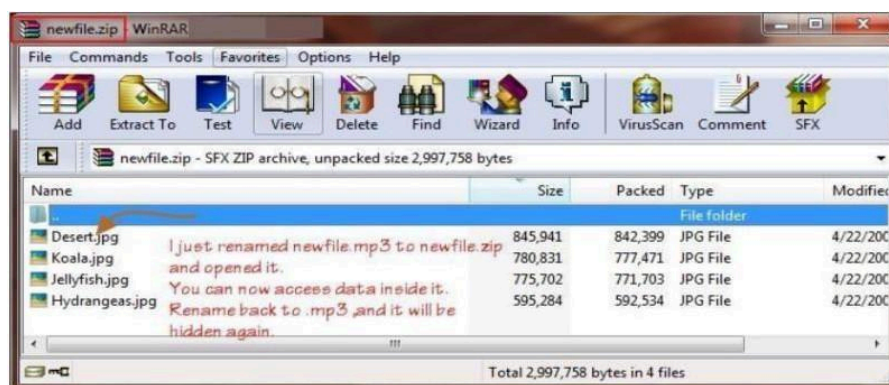 newfile.zip - WinRAR
File Commands Tools Favorites Options Help
Add Extract To Test View Delete Find Wizard Info VirusScan Comment SFX
newfile.zip - SFX ZIP archive, unpacked size 2,997,758 bytes
Name Size Packed Type Modified
.. File folder
Desert.jpg 845,941 842,399 JPG File 4/22/200
Koala.jpg 780,831 777,471 JPG File 4/22/200
Jellyfish.jpg 775,702 771,703 JPG File 4/22/200
Hydrangeas.jpg 595,284 592,534 JPG File 4/22/200
I just renamed newfile.mp3 to newfile.zip
and opened it.
You can now access data inside it.
Rename back to .mp3 ,and it will be
hidden again.
Total 2,997,758 bytes in 4 files